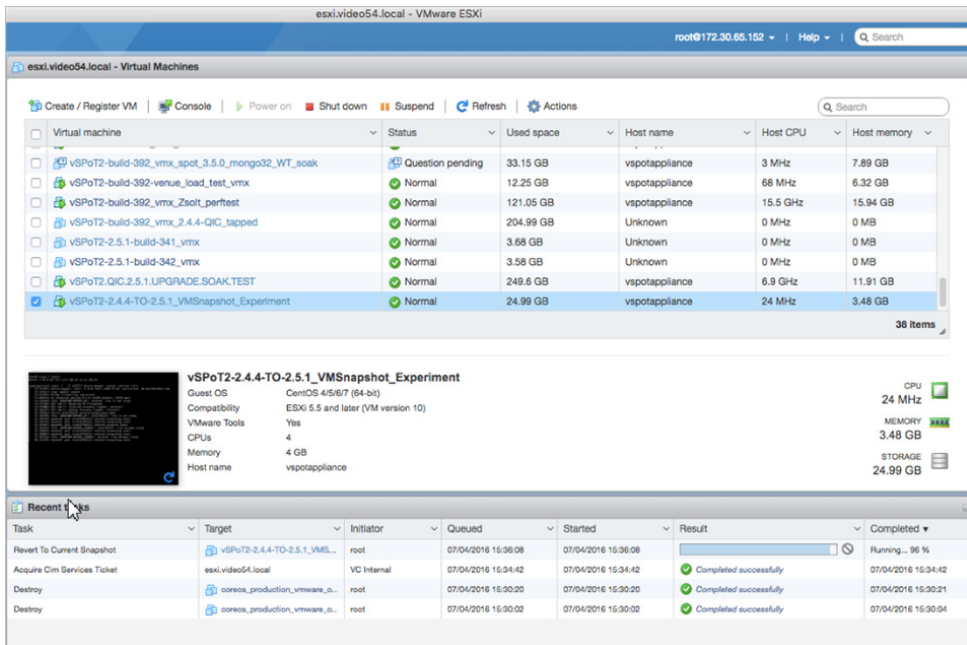 esxi.video54.local - VMware ESXi
root@172.30.65.152 | Help | Search
esxi.video54.local - Virtual Machines
Create / Register VM | Console | Power on Shut down Suspend | Refresh | Actions Search
Virtual machine Status Used space Host name Host CPU Host memory
vSPoT2-build-392_vmx_spot_3.5.0_mongo32_WT_soak Question pending 33.15 GB vspotappliance 3 MHz 7.89 GB
vSPoT2-build-392-venue_load_test_vmx Normal 12.25 GB vspotappliance 68 MHz 6.32 GB
vSPoT2-build-392_vmx_Zsolt_perftest Normal 121.05 GB vspotappliance 15.5 GHz 15.94 GB
vSPoT2-build-392_vmx_2.4.4-QIC_tapped Normal 204.99 GB Unknown 0 MHz 0 MB
vSPoT2-2.5.1-build-341_vmx Normal 3.68 GB Unknown 0 MHz 0 MB
vSPoT2-2.5.1-build-342_vmx Normal 3.58 GB Unknown 0 MHz 0 MB
vSPoT2.QIC.2.5.1.UPGRADE.SOAK.TEST Normal 249.6 GB vspotappliance 6.9 GHz 11.91 GB
vSPoT2-2.4.4-TO-2.5.1_VMSnapshot_Experiment Normal 24.99 GB vspotappliance 24 MHz 3.48 GB
38 items
vSPoT2-2.4.4-TO-2.5.1_VMSnapshot_Experiment
Guest OS CentOS 4/5/6/7 (64-bit)
Compatibility ESXi 5.5 and later (VM version 10)
VMware Tools Yes
CPUs 4
Memory 4 GB
Host name vspotappliance
CPU
24 MHz
MEMORY
3.48 GB
STORAGE
24.99 GB
Recent tasks
Task Target Initiator Queued Started Result Completed
Revert To Current Snapshot vSPoT2-2.4.4-TO-2.5.1_VMS... root 07/04/2016 15:36:08 07/04/2016 15:36:08 Running... 96 %
Acquire Cim Services Ticket esxi.video54.local VC Internal 07/04/2016 15:34:42 07/04/2016 15:34:42 Completed successfully 07/04/2016 15:34:42
Destroy coreos_production_vmware_o... root 07/04/2016 15:30:20 07/04/2016 15:30:20 Completed successfully 07/04/2016 15:30:21
Destroy coreos_production_vmware_o... root 07/04/2016 15:30:02 07/04/2016 15:30:02 Completed successfully 07/04/2016 15:30:04